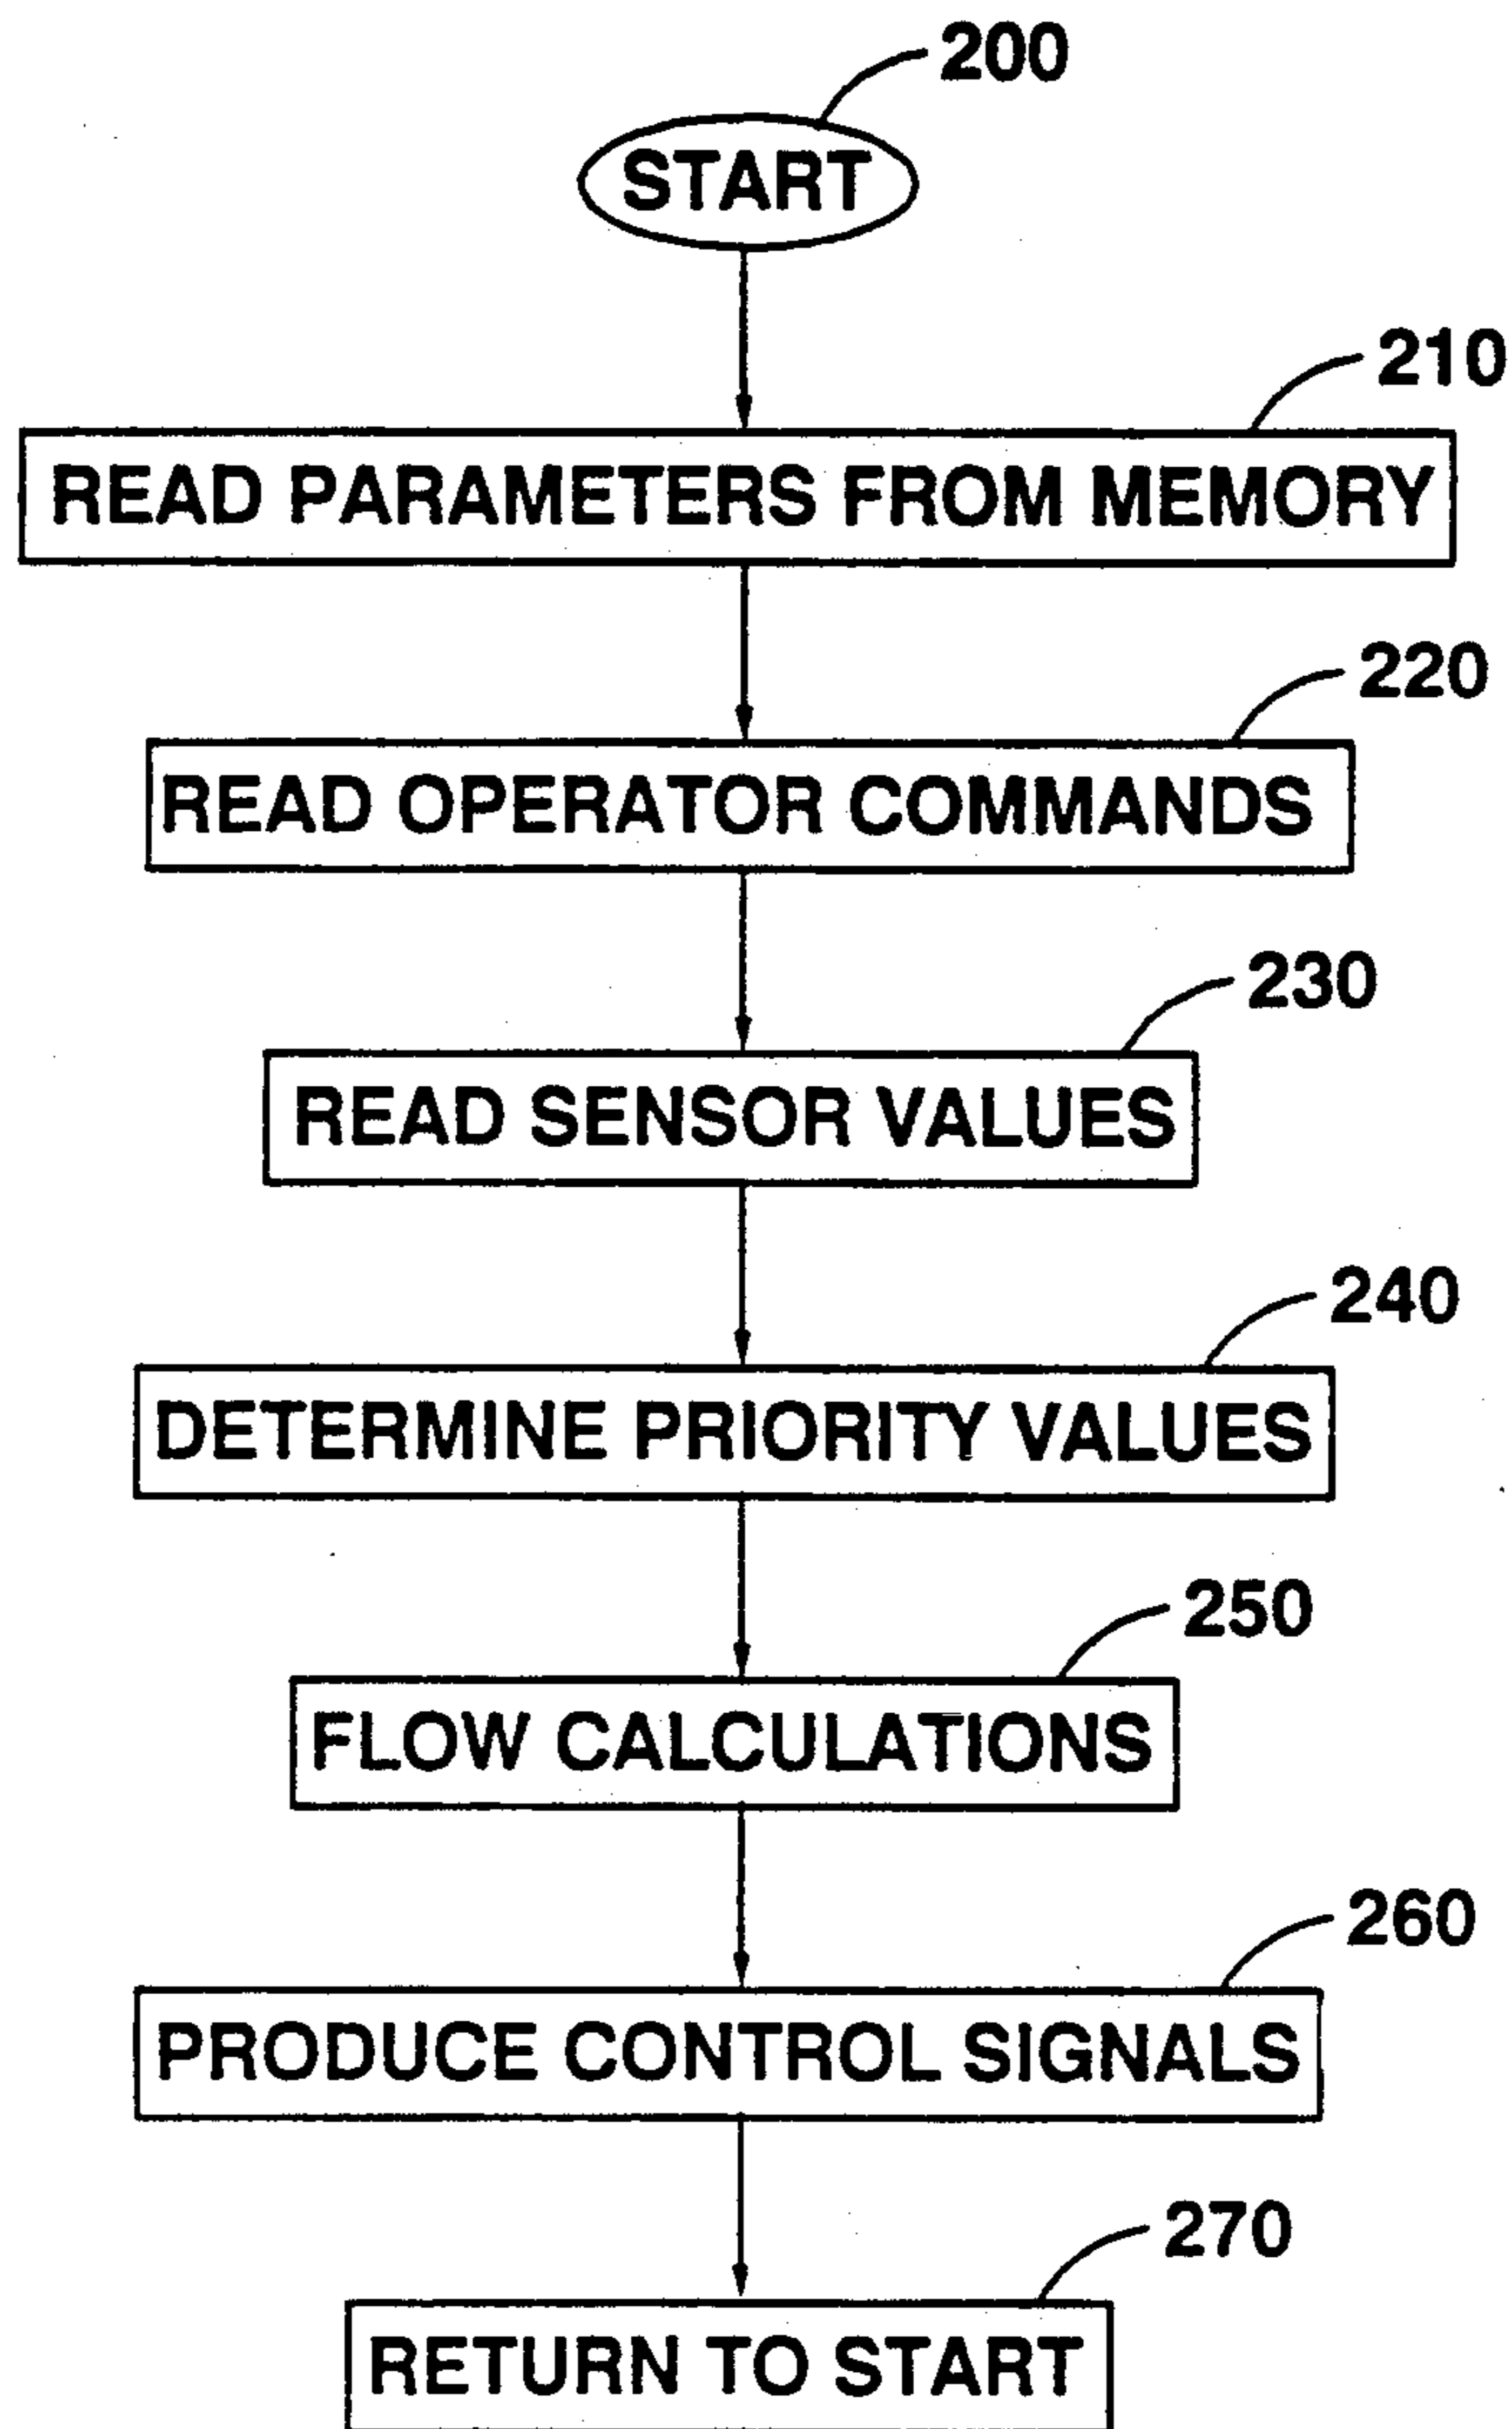 200
START
210
READ PARAMETERS FROM MEMORY
220
READ OPERATOR COMMANDS
230
READ SENSOR VALUES
240
DETERMINE PRIORITY VALUES
250
FLOW CALCULATIONS
260
PRODUCE CONTROL SIGNALS
270
RETURN TO START